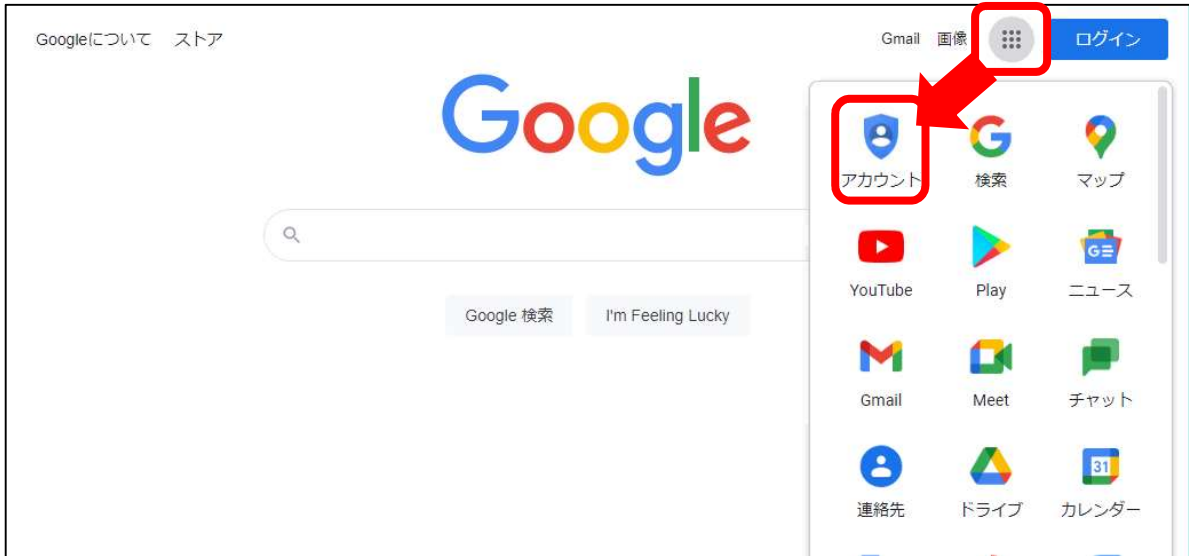 Googleについて ストア
Gmail 画像 ログイン
Google
アカウント 検索 マップ
YouTube Play ニュース
Google 検索 I'm Feeling Lucky
Gmail Meet チャット
31
連絡先 ドライブ カレンダー